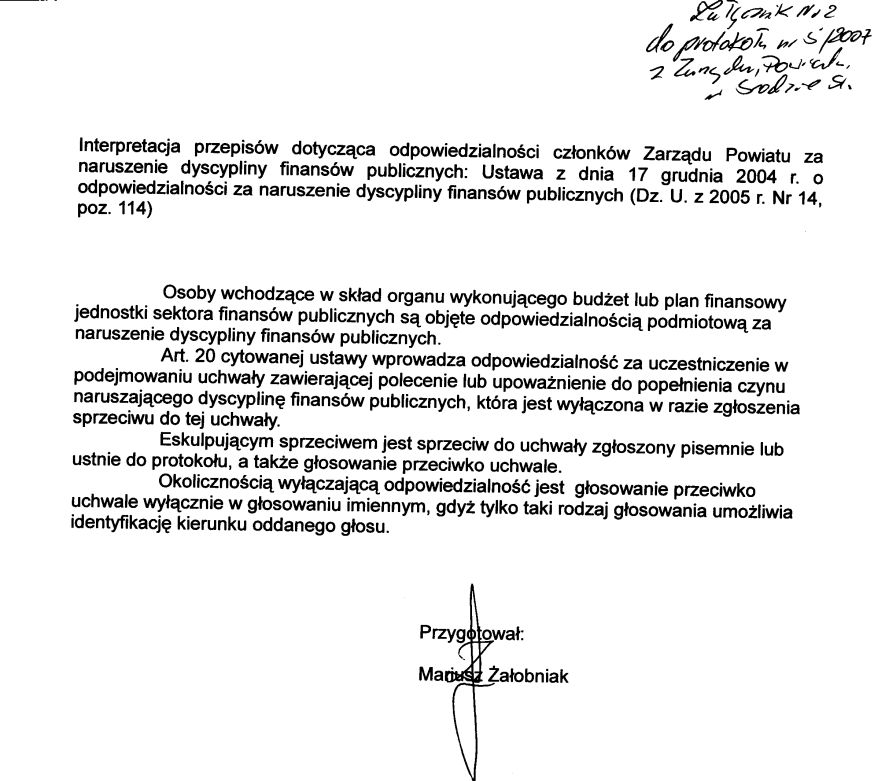 Załącznik Nr 2
do protokołu nr 5/2007
z Zarządu Powiatu
w Środzie Śl.
Interpretacja przepisów dotycząca odpowiedzialności członków Zarządu Powiatu za
naruszenie dyscypliny finansów publicznych: Ustawa z dnia 17 grudnia 2004 r. o
odpowiedzialności za naruszenie dyscypliny finansów publicznych (Dz. U. z 2005 r. Nr 14,
poz. 114)
Osoby wchodzące w skład organu wykonującego budżet lub plan finansowy
jednostki sektora finansów publicznych są objęte odpowiedzialnością podmiotową za
naruszenie dyscypliny finansów publicznych.
Art. 20 cytowanej ustawy wprowadza odpowiedzialność za uczestniczenie w
podejmowaniu uchwały zawierającej polecenie lub upoważnienie do popełnienia czynu
naruszającego dyscyplinę finansów publicznych, która jest wyłączona w razie zgłoszenia
sprzeciwu do tej uchwały.
Eskulpującym sprzeciwem jest sprzeciw do uchwały zgłoszony pisemnie lub
ustnie do protokołu, a także głosowanie przeciwko uchwale.
Okolicznością wyłączającą odpowiedzialność jest głosowanie przeciwko
uchwale wyłącznie w głosowaniu imiennym, gdyż tylko taki rodzaj głosowania umożliwia
identyfikację kierunku oddanego głosu.
Przygotował:
Mariusz Żałobniak